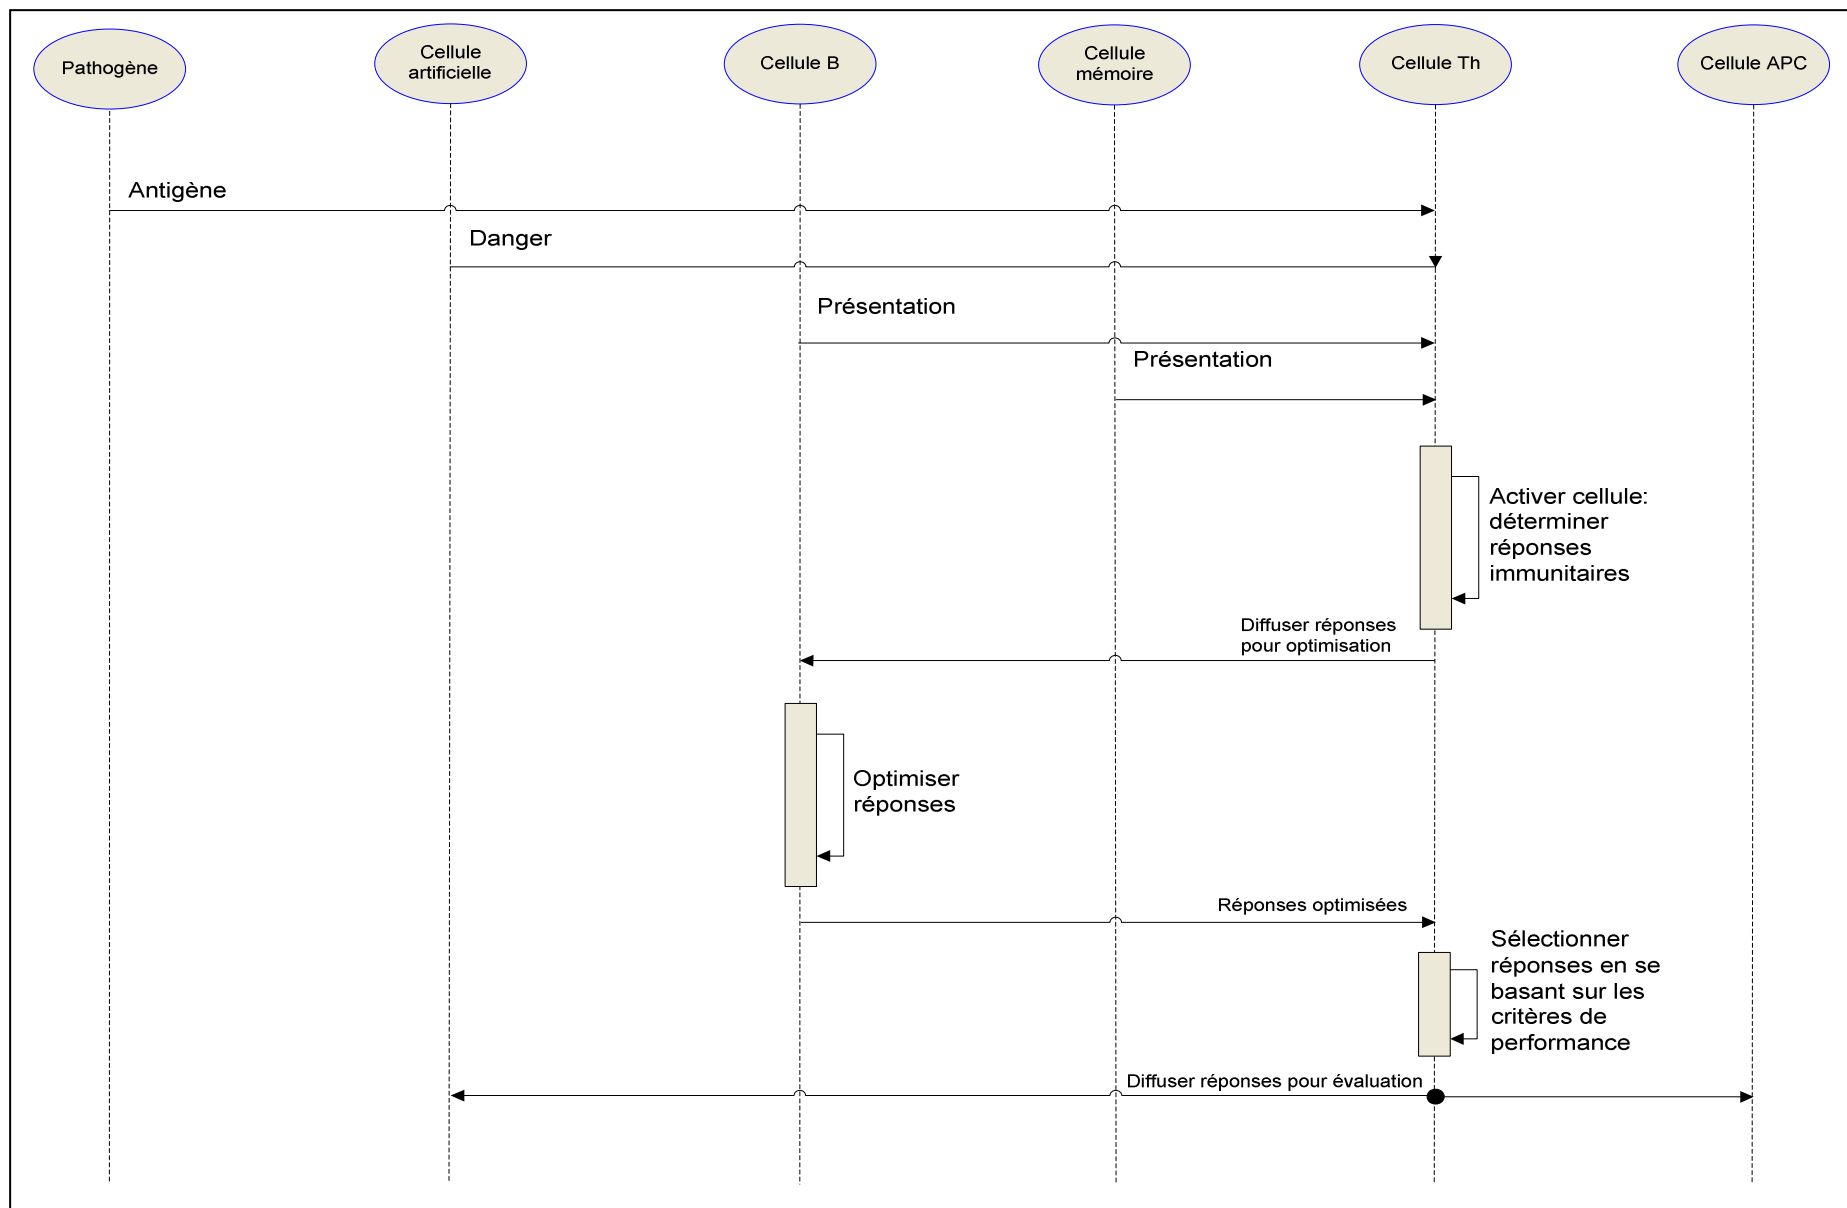 Pathogène
Cellule
artificielle
Cellule B
Cellule
mémoire
Cellule Th
Cellule APC
Antigène
Danger
Présentation
Présentation
Activer cellule:
déterminer
réponses
immunitaires
Diffuser réponses
pour optimisation
Optimiser
réponses
Réponses optimisées
Sélectionner
réponses en se
basant sur les
critères de
performance
Diffuser réponses pour évaluation